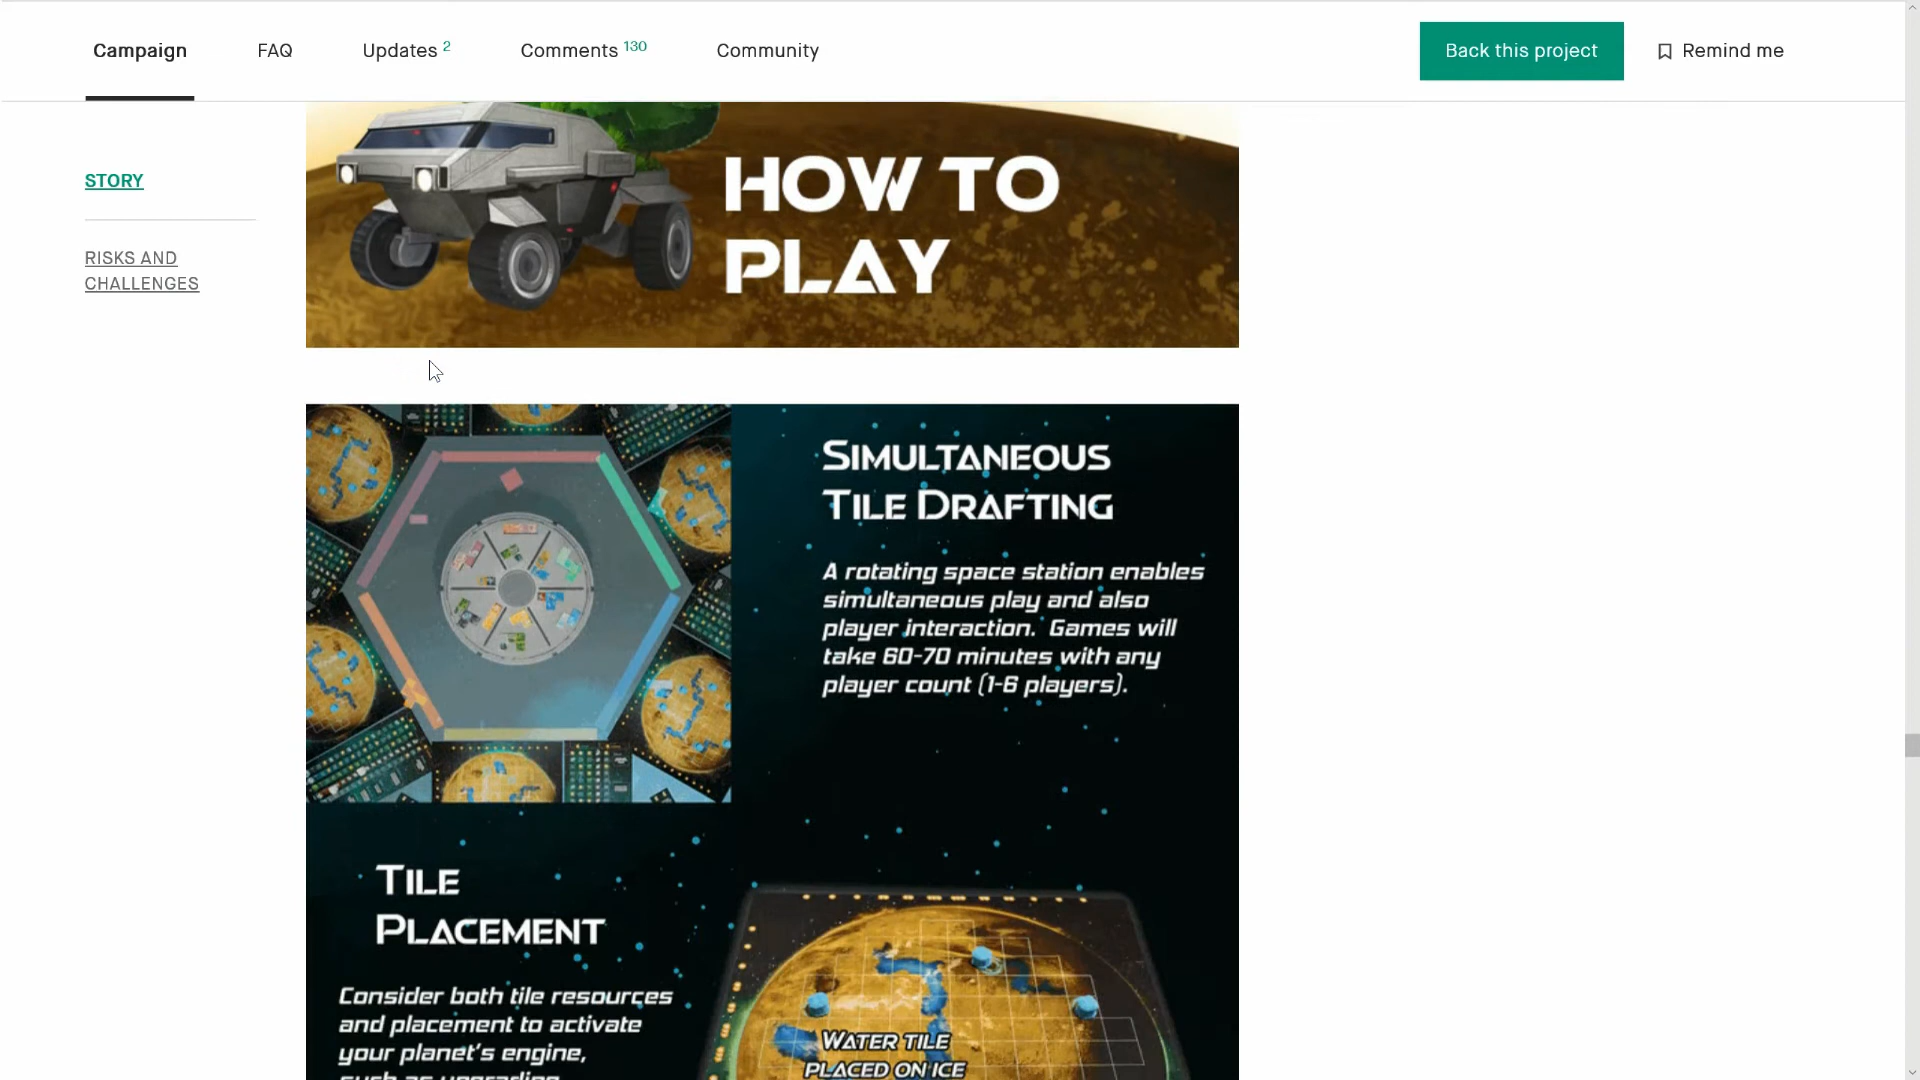 Campaign
FAQ
Updates 2
Comments 130
Community
Back this project
Remind me
STORY
RISKS AND
CHALLENGES
HOW TO
PLAY
SIMULTANEOUS
TILE DRAFTING
A rotating space station enables
simultaneous play and also
player interaction. Games will
take 60-70 minutes with any
player count (1-6 players).
TILE
PLACEMENT
Consider both tile resources
and placement to activate
your planet's engine,
such as upgrading
WATER TILE
PLACED ON ICE